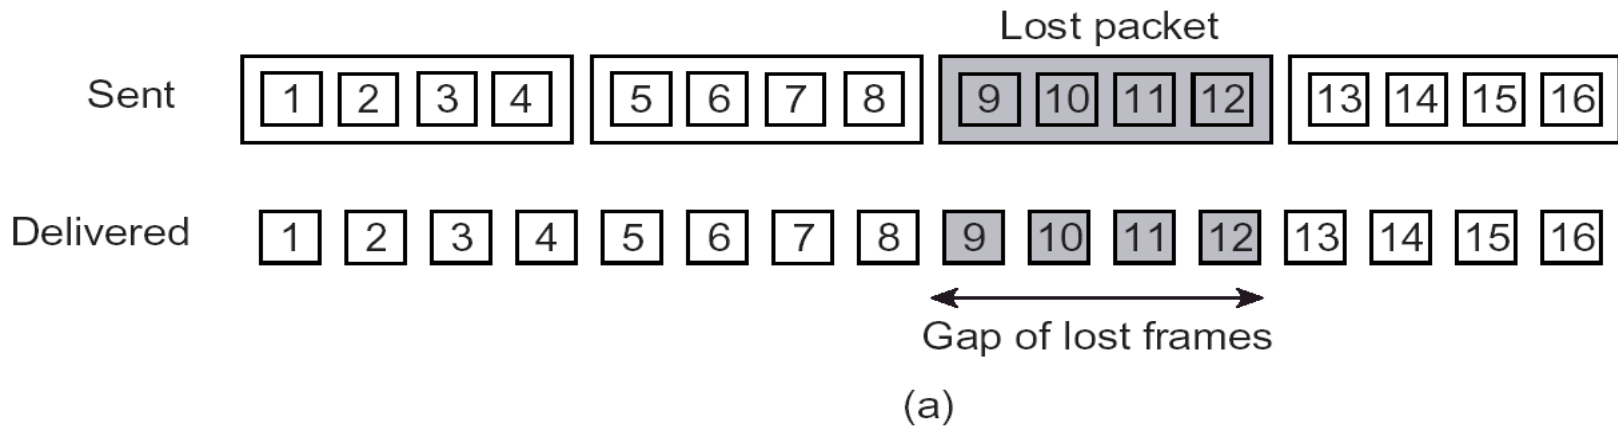 Lost packet
Sent 1 2 3 4 5 6 7 8 9 10 11 12 13 14 15 16
Delivered 1 2 3 4 5 6 7 8 9 10 11 12 13 14 15 16
Gap of lost frames
(a)